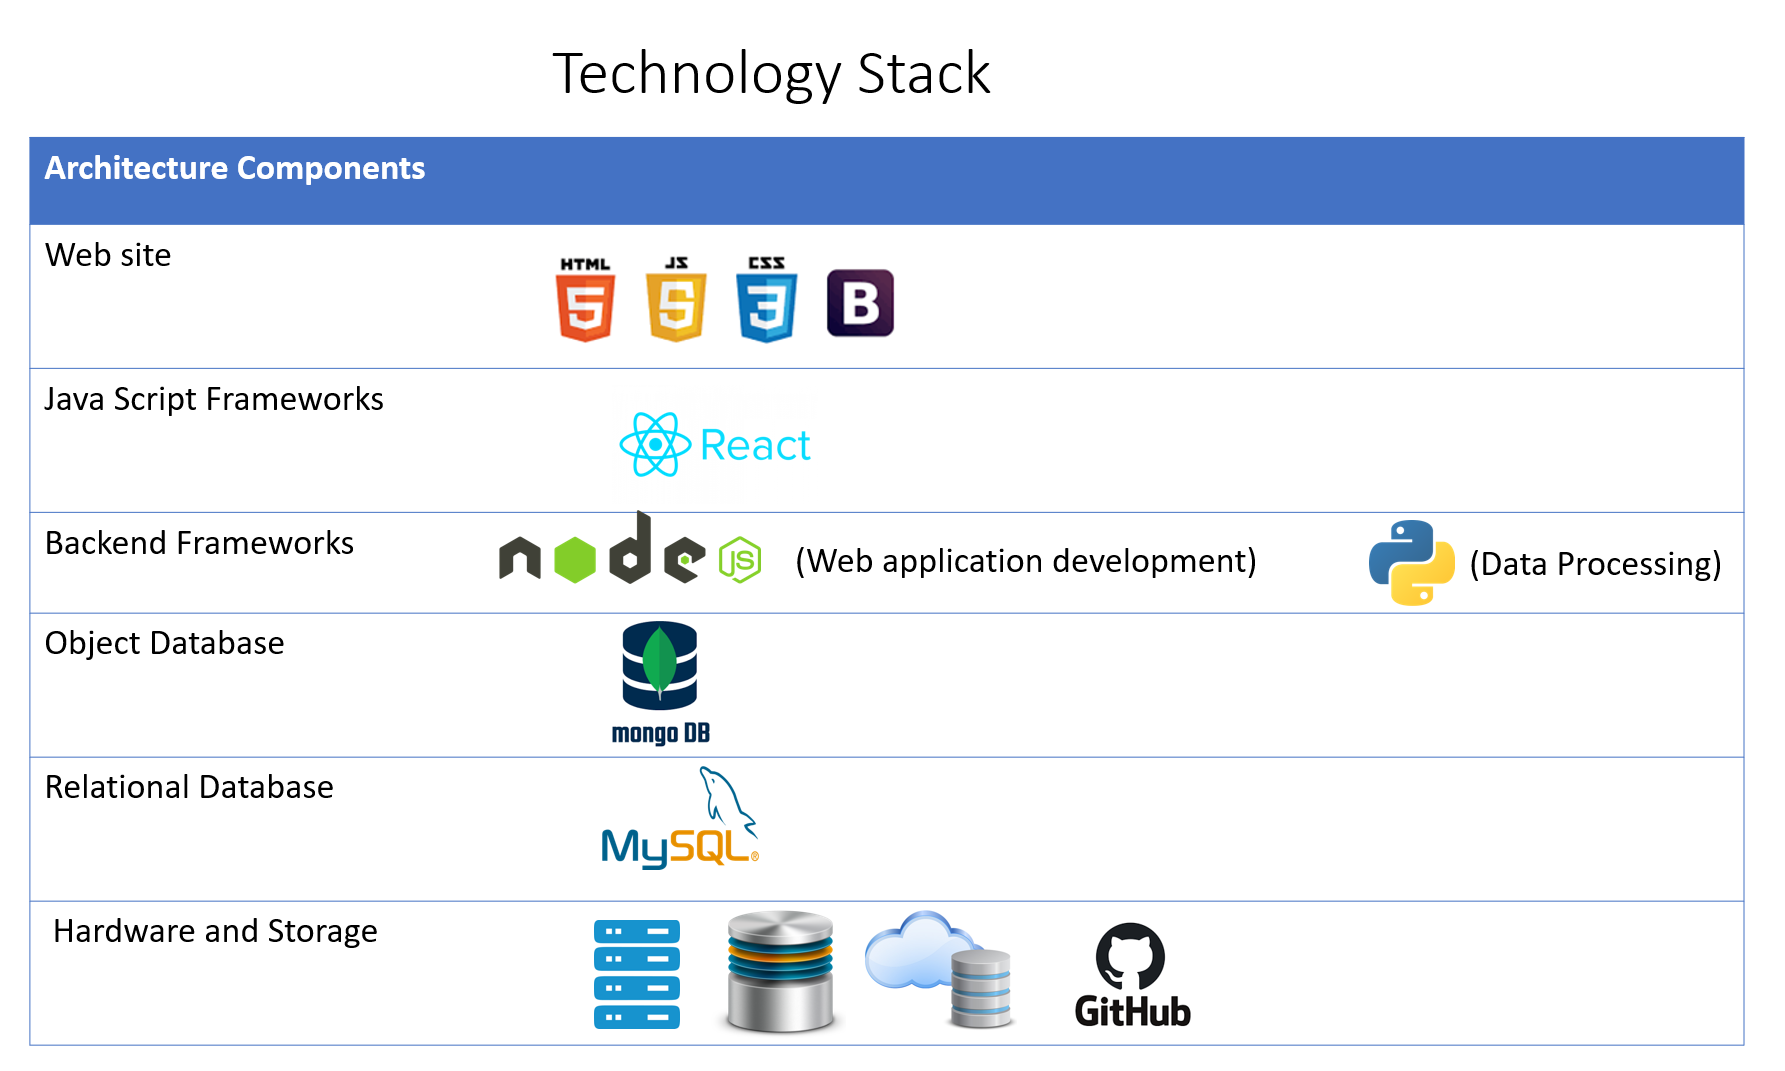 Technology Stack
Architecture Components
Web site
HTML JS CSS
5 5 3 B
Java Script Frameworks
React
Backend Frameworks
node JS (Web application development) (Data Processing)
Object Database
mongo DB
Relational Database
MySQL®
Hardware and Storage
GitHub